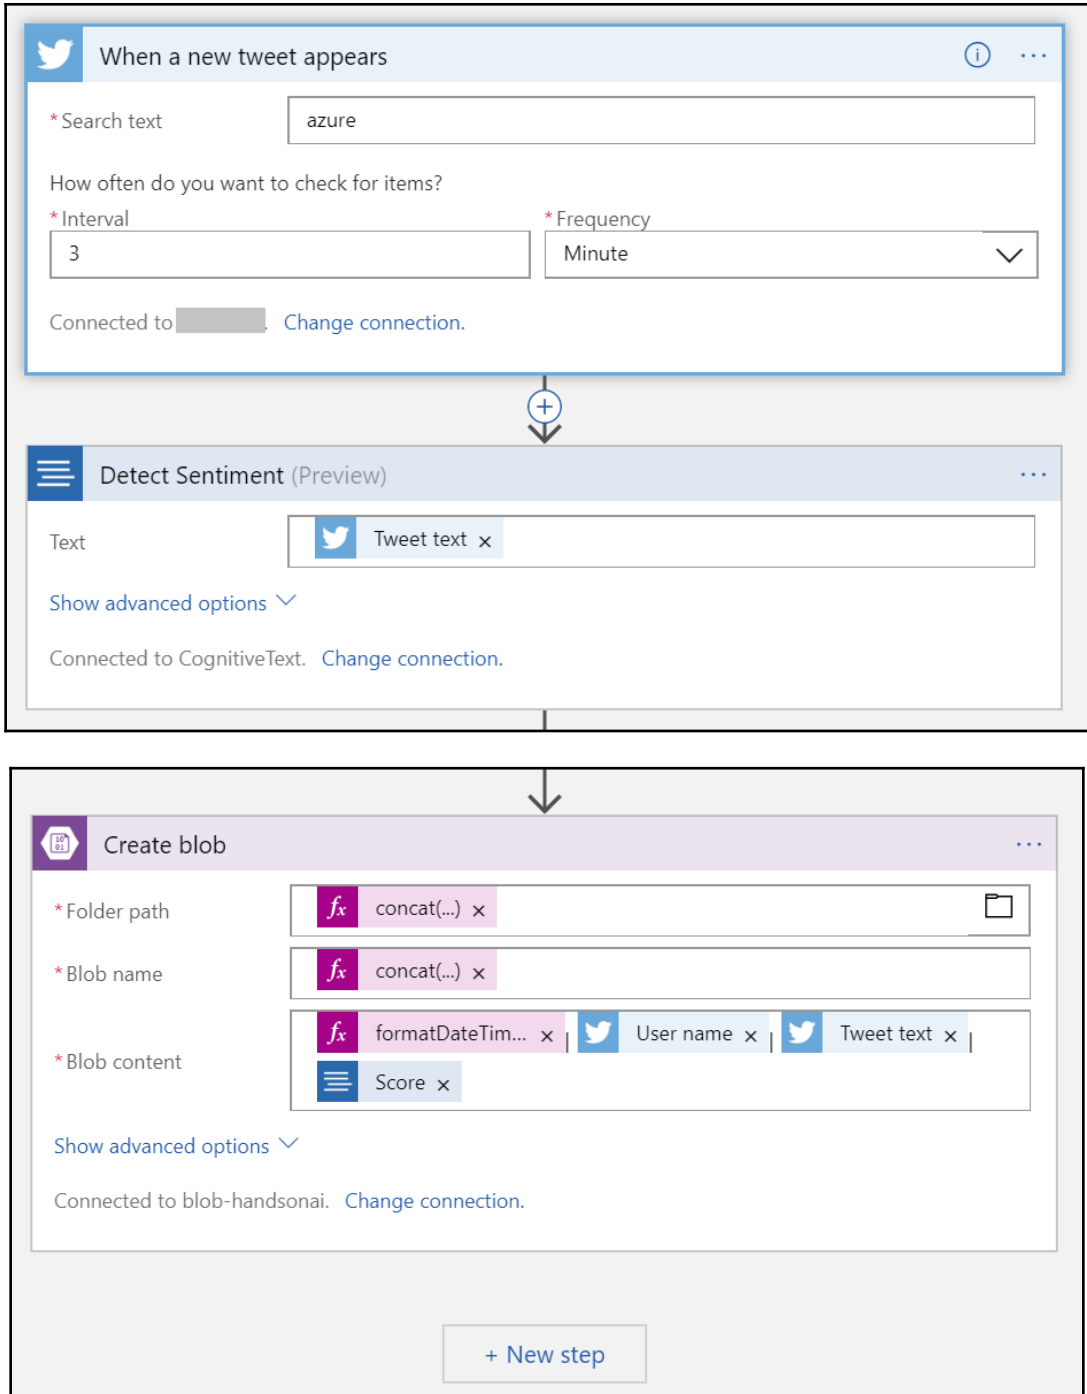 When a new tweet appears
* Search text azure
How often do you want to check for items?
* Interval * Frequency
3 Minute
Connected to . Change connection.
Detect Sentiment (Preview)
Text Tweet text ×
Show advanced options
Connected to CognitiveText. Change connection.
Create blob
* Folder path fx concat(...) ×
* Blob name fx concat(...) ×
* Blob content fx formatDateTim... × | User name × | Tweet text × |
Score ×
Show advanced options
Connected to blob-handsonai. Change connection.
+ New step